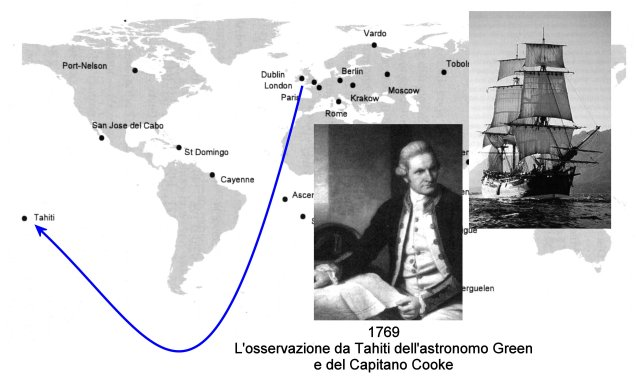 Vardo
Port-Nelson
Dublin
Berlin
Tobol
London
Moscow
Paris
Krakow
Rome
San Jose del Cabo
St Domingo
Cayenne
Ascen
S
Tahiti
gue
erguelen
1769
L'osservazione da Tahiti dell'astronomo Green
e del Capitano Cooke